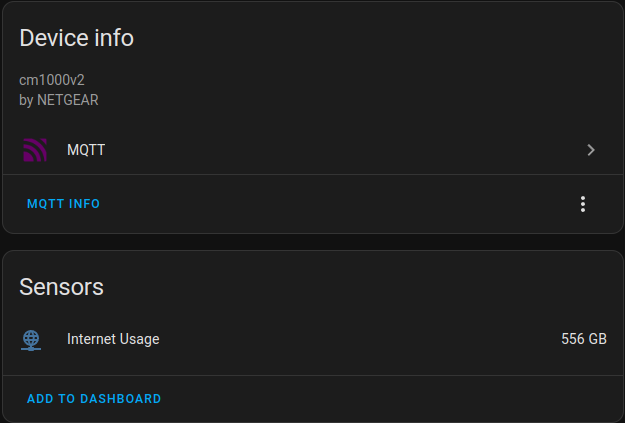 Device info
cm1000v2
by NETGEAR
MQTT
MQTT INFO
Sensors
Internet Usage 556 GB
ADD TO DASHBOARD